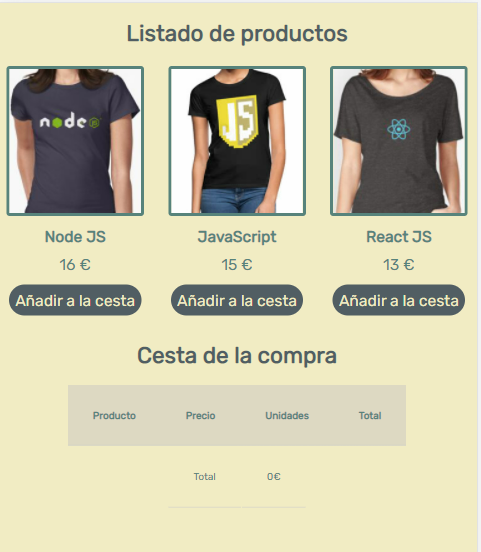 Listado de productos
node JS
JS
Node JS
JavaScript
React JS
16 €
15 €
13 €
Añadir a la cesta
Añadir a la cesta
Añadir a la cesta
Cesta de la compra
Producto Precio Unidades Total
Total 0€